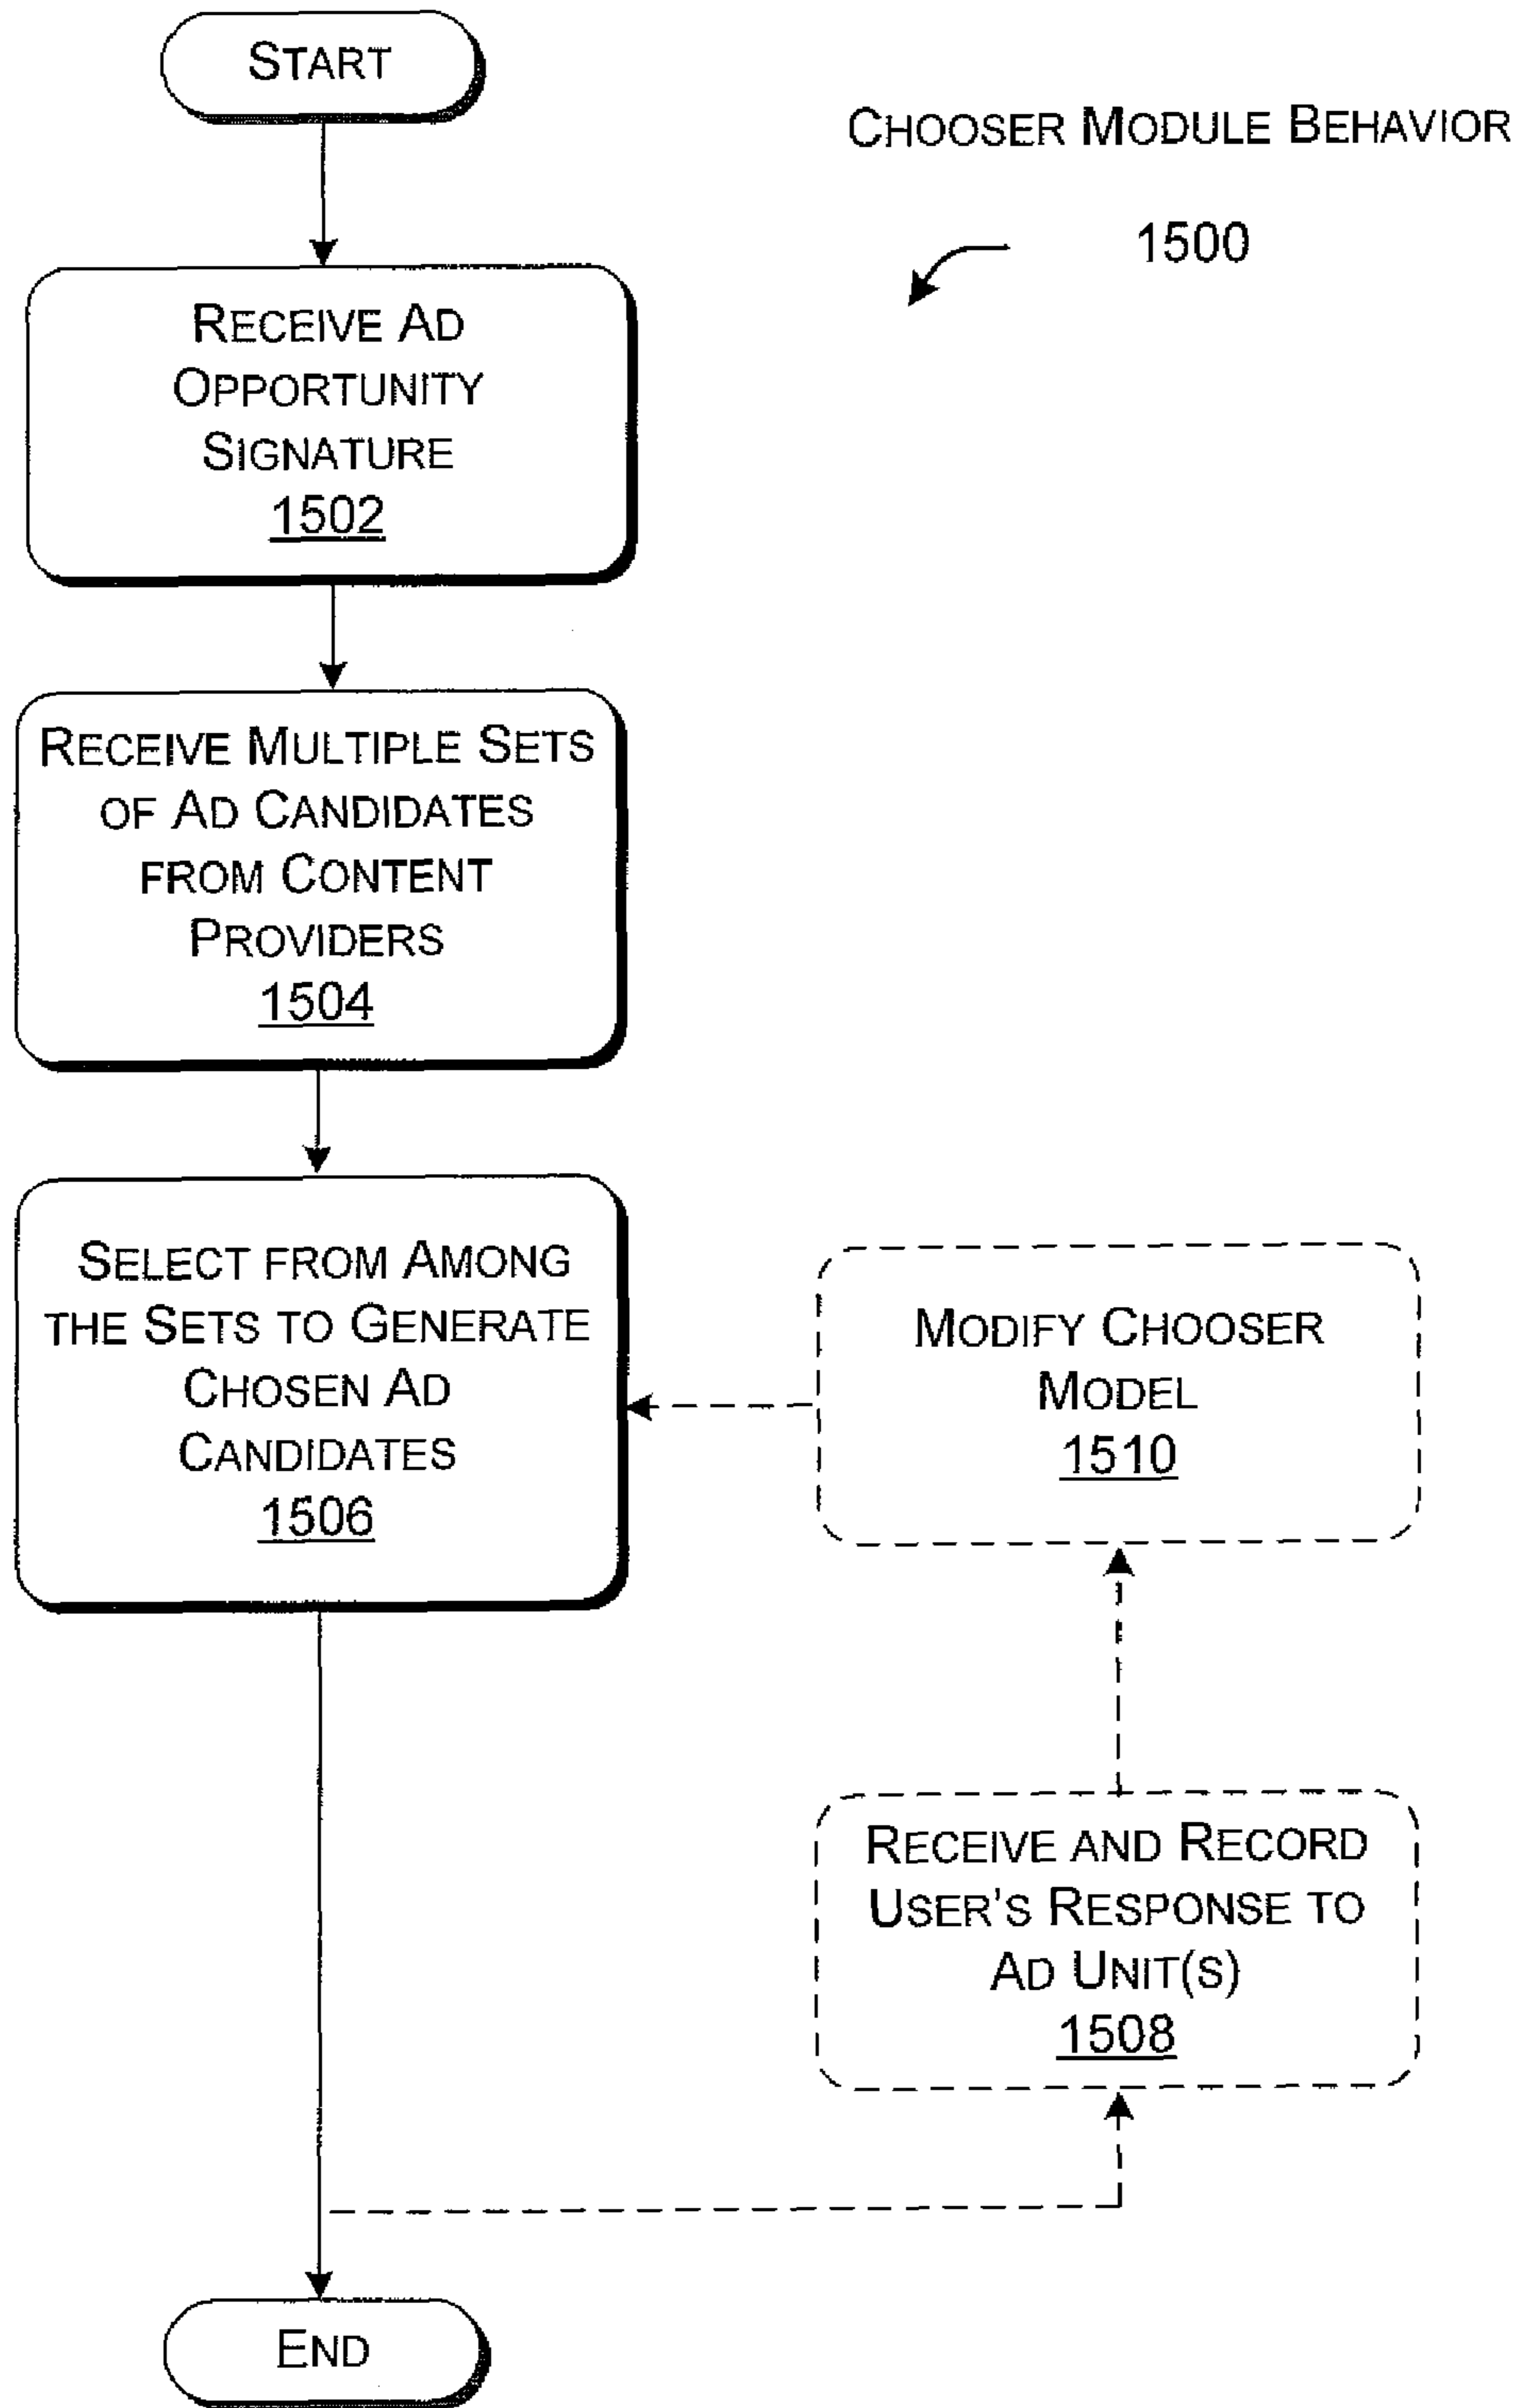 START
CHOOSER MODULE BEHAVIOR
1500
RECEIVE AD
OPPORTUNITY
SIGNATURE
1502
RECEIVE MULTIPLE SETS
OF AD CANDIDATES
FROM CONTENT
PROVIDERS
1504
SELECT FROM AMONG
THE SETS TO GENERATE
CHOSEN AD
CANDIDATES
1506
MODIFY CHOOSER
MODEL
1510
RECEIVE AND RECORD
USER'S RESPONSE TO
AD UNIT(S)
1508
END